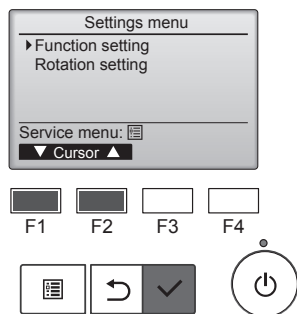 Settings menu
Function setting
Rotation setting
Service menu:
Cursor
F1 F2 F3 F4